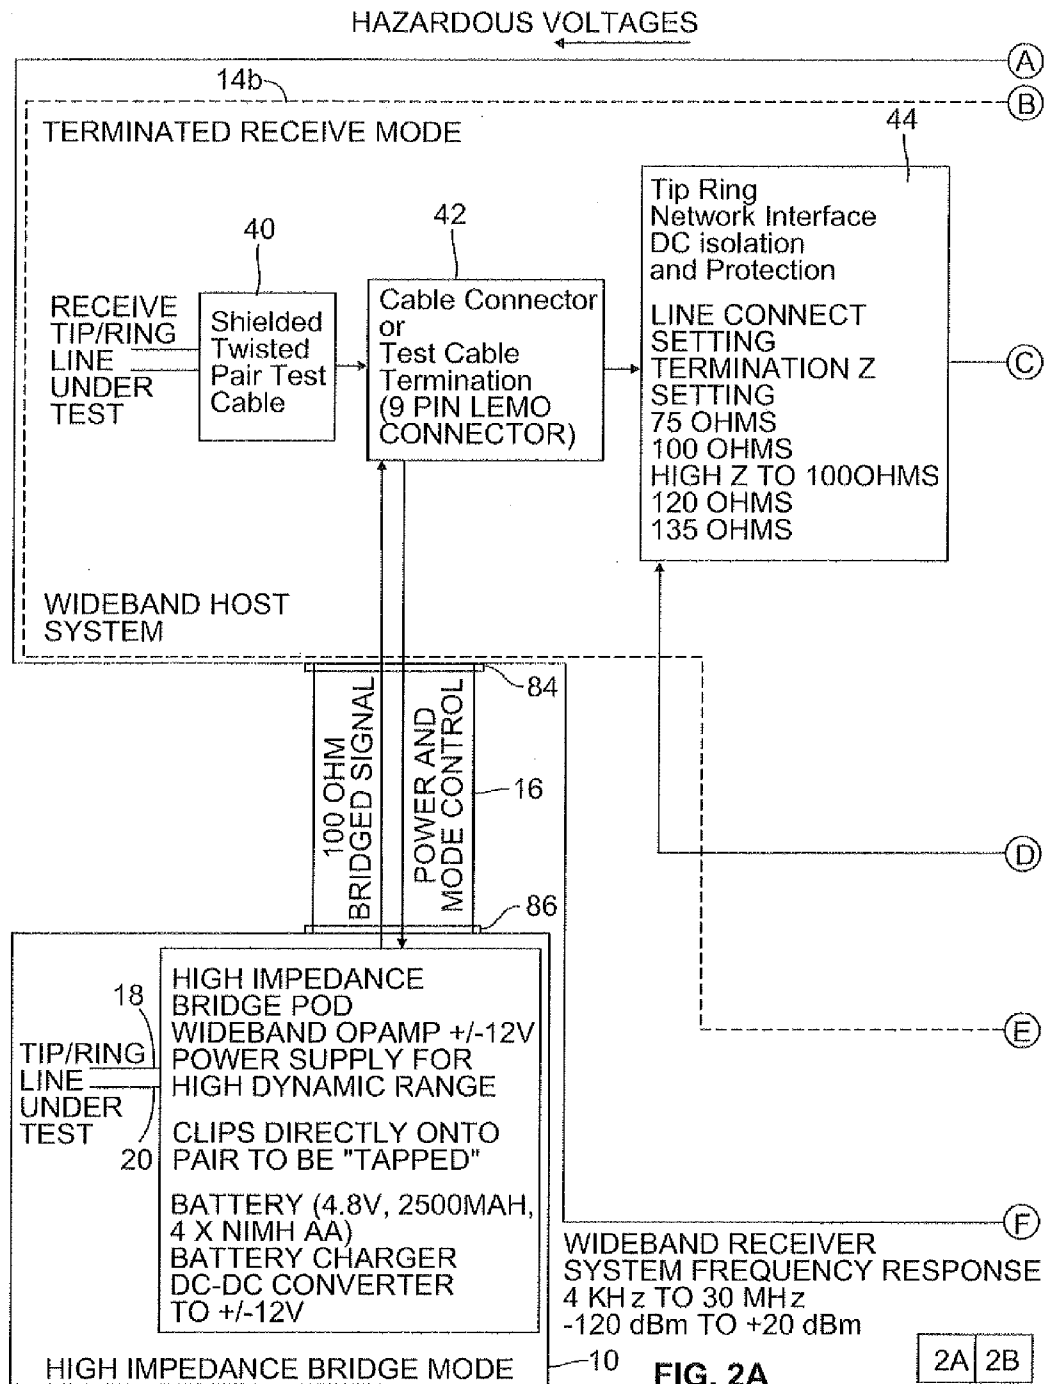 HAZARDOUS VOLTAGES
A
14b
B
TERMINATED RECEIVE MODE
44
Tip Ring
Network Interface
DC isolation
and Protection
LINE CONNECT
SETTING
TERMINATION Z
SETTING
75 OHMS
100 OHMS
HIGH Z TO 100OHMS
120 OHMS
135 OHMS
42
40
Cable Connector
or
Test Cable
Termination
(9 PIN LEMO
CONNECTOR)
RECEIVE
TIP/RING
LINE
UNDER
TEST
Shielded
Twisted
Pair Test
Cable
C
WIDEBAND HOST
SYSTEM
84
100 OHM
BRIDGED SIGNAL
POWER AND
MODE CONTROL
16
D
86
HIGH IMPEDANCE
BRIDGE POD
WIDEBAND OPAMP +/-12V
POWER SUPPLY FOR
HIGH DYNAMIC RANGE
CLIPS DIRECTLY ONTO
PAIR TO BE "TAPPED"
BATTERY (4.8V, 2500MAH,
4 X NIMH AA)
BATTERY CHARGER
DC-DC CONVERTER
TO +/-12V
18
TIP/RING
LINE
UNDER
TEST
20
E
F
WIDEBAND RECEIVER
SYSTEM FREQUENCY RESPONSE
4 KHz TO 30 MHz
-120 dBm TO +20 dBm
HIGH IMPEDANCE BRIDGE MODE
10
FIG. 2A
2A 2B